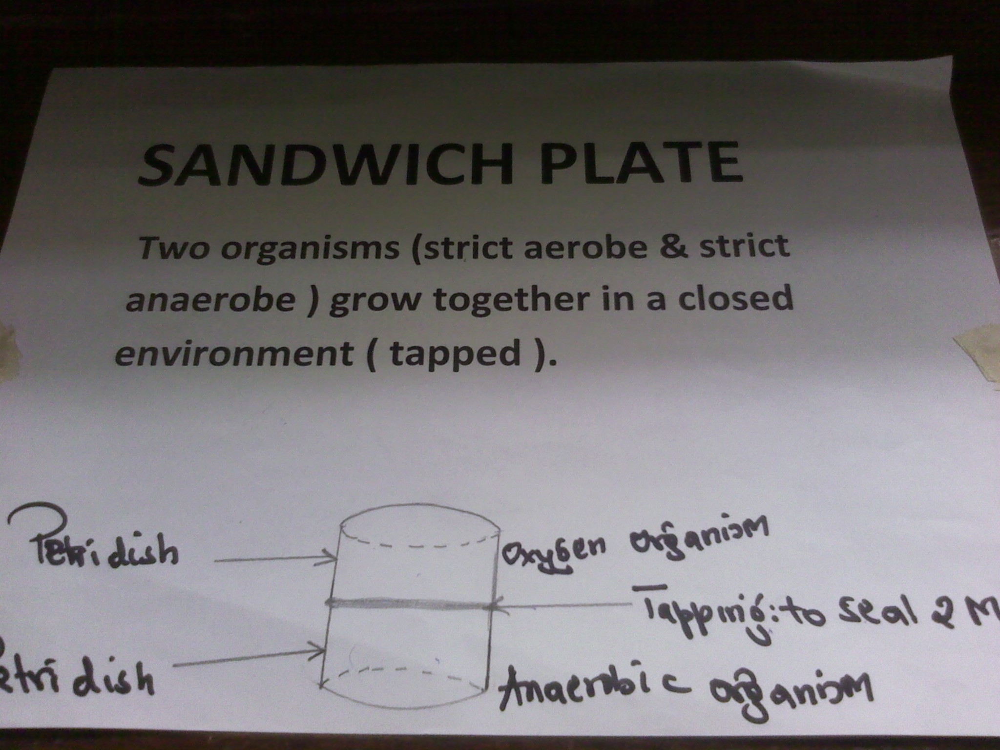 SANDWICH PLATE
Two organisms (strict aerobe & strict
anaerobe ) grow together in a closed
environment ( tapped ).
Petri dish
Oxygen organism
Tapping: to seal 2 M
etri dish
Anaerobic organism